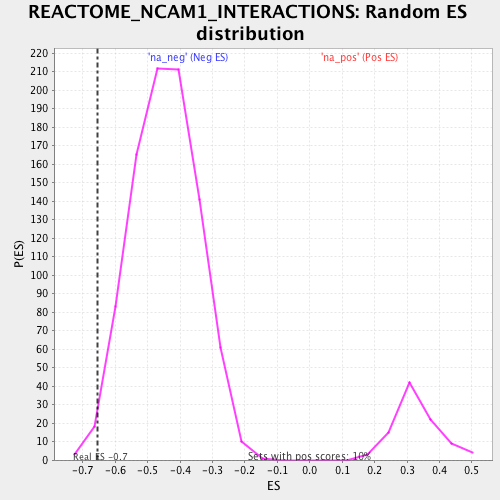 REACTOME_NCAM1_INTERACTIONS: Random ES
distribution
'na_neg' (Neg ES)
'na_pos' (Pos ES)
220
210
200
190
180
170
160
150
140
130
120
110
100
90
80
70
60
50
40
30
20
10
0
P(ES)
Real ES -0.7
Sets with pos scores: 10%
-0.7 -0.6 -0.5 -0.4 -0.3 -0.2 -0.1 0.0 0.1 0.2 0.3 0.4 0.5
ES